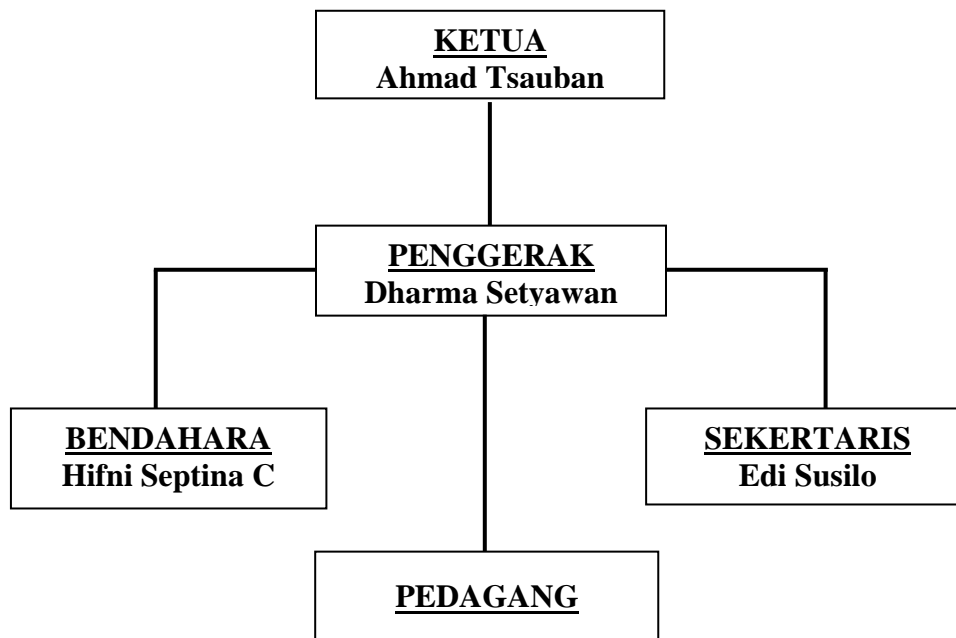 KETUA
Ahmad Tsauban
PENGGERAK
Dharma Setyawan
BENDAHARA
Hifni Septina C
SEKERTARIS
Edi Susilo
PEDAGANG